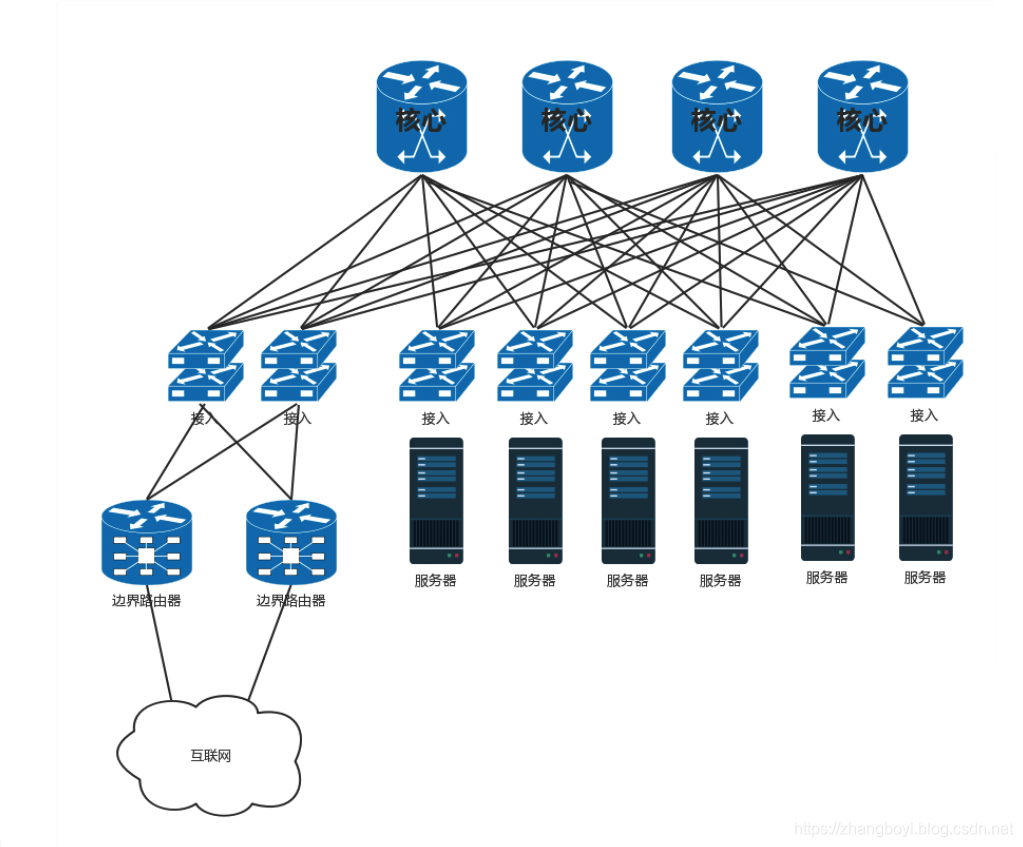 核心 核心 核心 核心
接入 接入 接入 接入 接入 接入 接入 接入
服务器 服务器 服务器 服务器 服务器 服务器
边界路由器 边界路由器
互联网
https://zhangboyi.blog.csdn.net